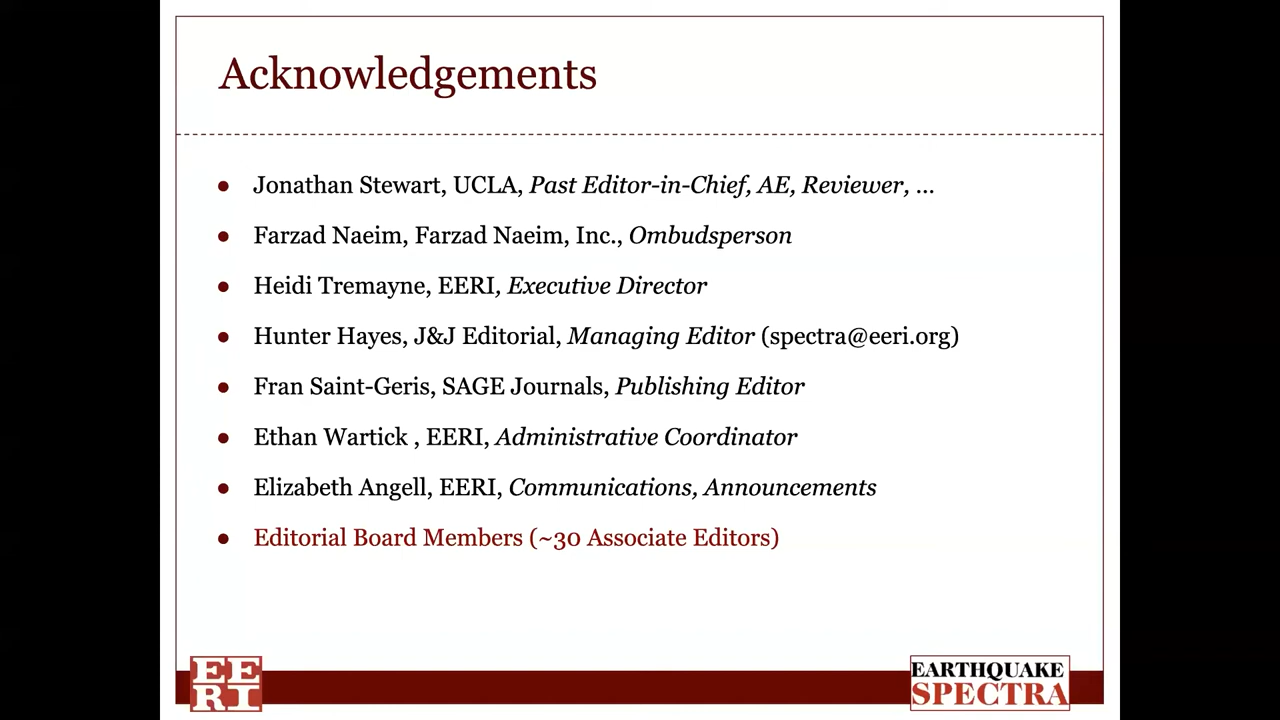 Acknowledgements
● Jonathan Stewart, UCLA, Past Editor-in-Chief, AE, Reviewer, ...
● Farzad Naeim, Farzad Naeim, Inc., Ombudsperson
● Heidi Tremayne, EERI, Executive Director
● Hunter Hayes, J&J Editorial, Managing Editor (spectra@eeri.org)
● Fran Saint-Geris, SAGE Journals, Publishing Editor
● Ethan Wartick , EERI, Administrative Coordinator
● Elizabeth Angell, EERI, Communications, Announcements
● Editorial Board Members (~30 Associate Editors)
EE
RI
EARTHQUAKE
SPECTRA